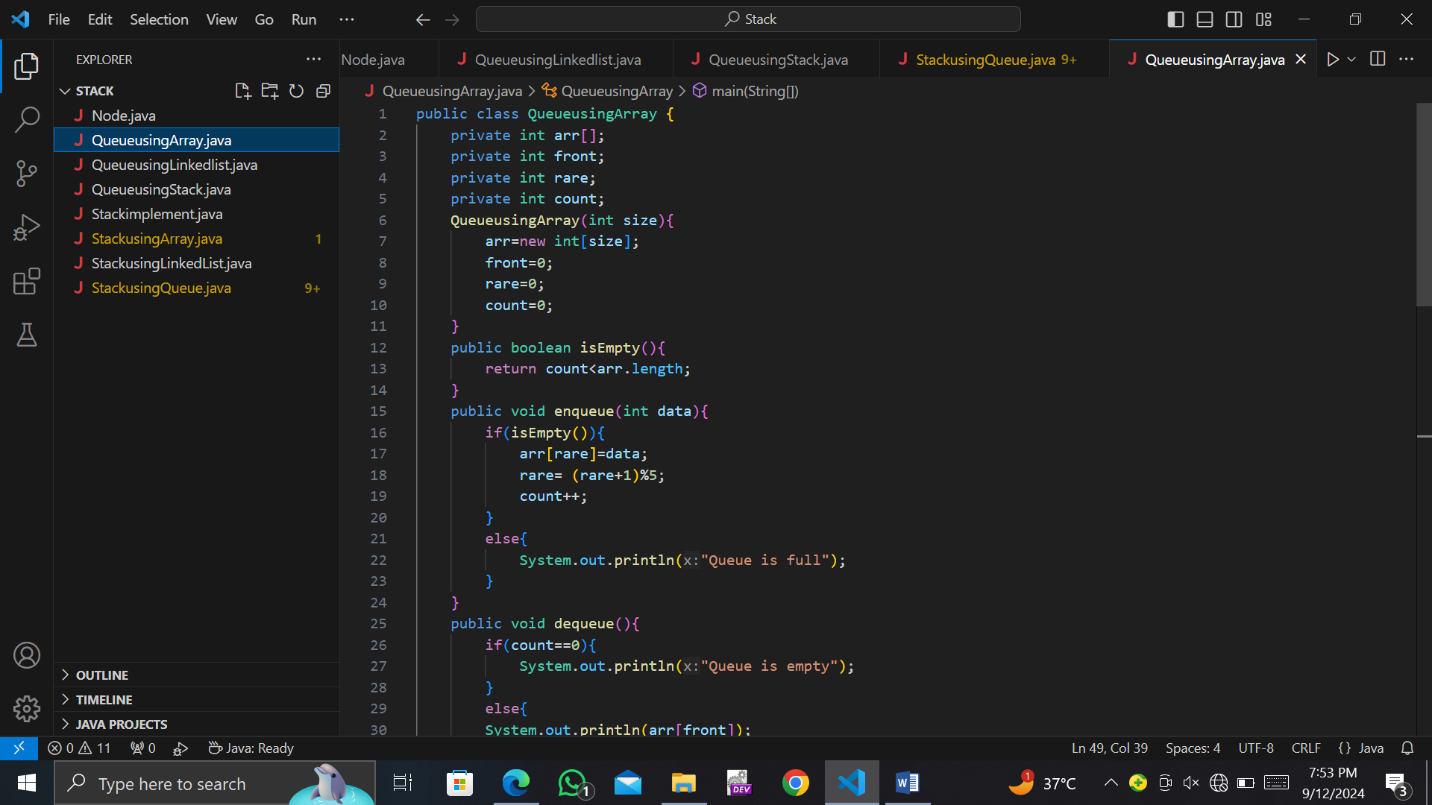 File Edit Selection View Go Run ··· Stack
EXPLORER ···
Node.java QueueusingLinkedlist.java QueueusingStack.java StackusingQueue.java 9+ QueueusingArray.java
STACK
Node.java
QueueusingArray.java
QueueusingLinkedlist.java
QueueusingStack.java
Stackimplement.java
StackusingArray.java 1
StackusingLinkedList.java
StackusingQueue.java 9+
OUTLINE
TIMELINE
JAVA PROJECTS
QueueusingArray.java > QueueusingArray > main(String[])
1 public class QueueusingArray {
2 private int arr[];
3 private int front;
4 private int rare;
5 private int count;
6 QueueusingArray(int size){
7 arr=new int[size];
8 front=0;
9 rare=0;
10 count=0;
11 }
12 public boolean isEmpty(){
13 return count<arr.length;
14 }
15 public void enqueue(int data){
16 if(isEmpty()){
17 arr[rare]=data;
18 rare= (rare+1)%5;
19 count++;
20 }
21 else{
22 System.out.println(x:"Queue is full");
23 }
24 }
25 public void dequeue(){
26 if(count==0){
27 System.out.println(x:"Queue is empty");
28 }
29 else{
30 System.out.println(arr[front]);
0 11 0 Java: Ready Ln 49, Col 39 Spaces: 4 UTF-8 CRLF {} Java
Type here to search DEV 1 1 37°C 7:53 PM
9/12/2024 3